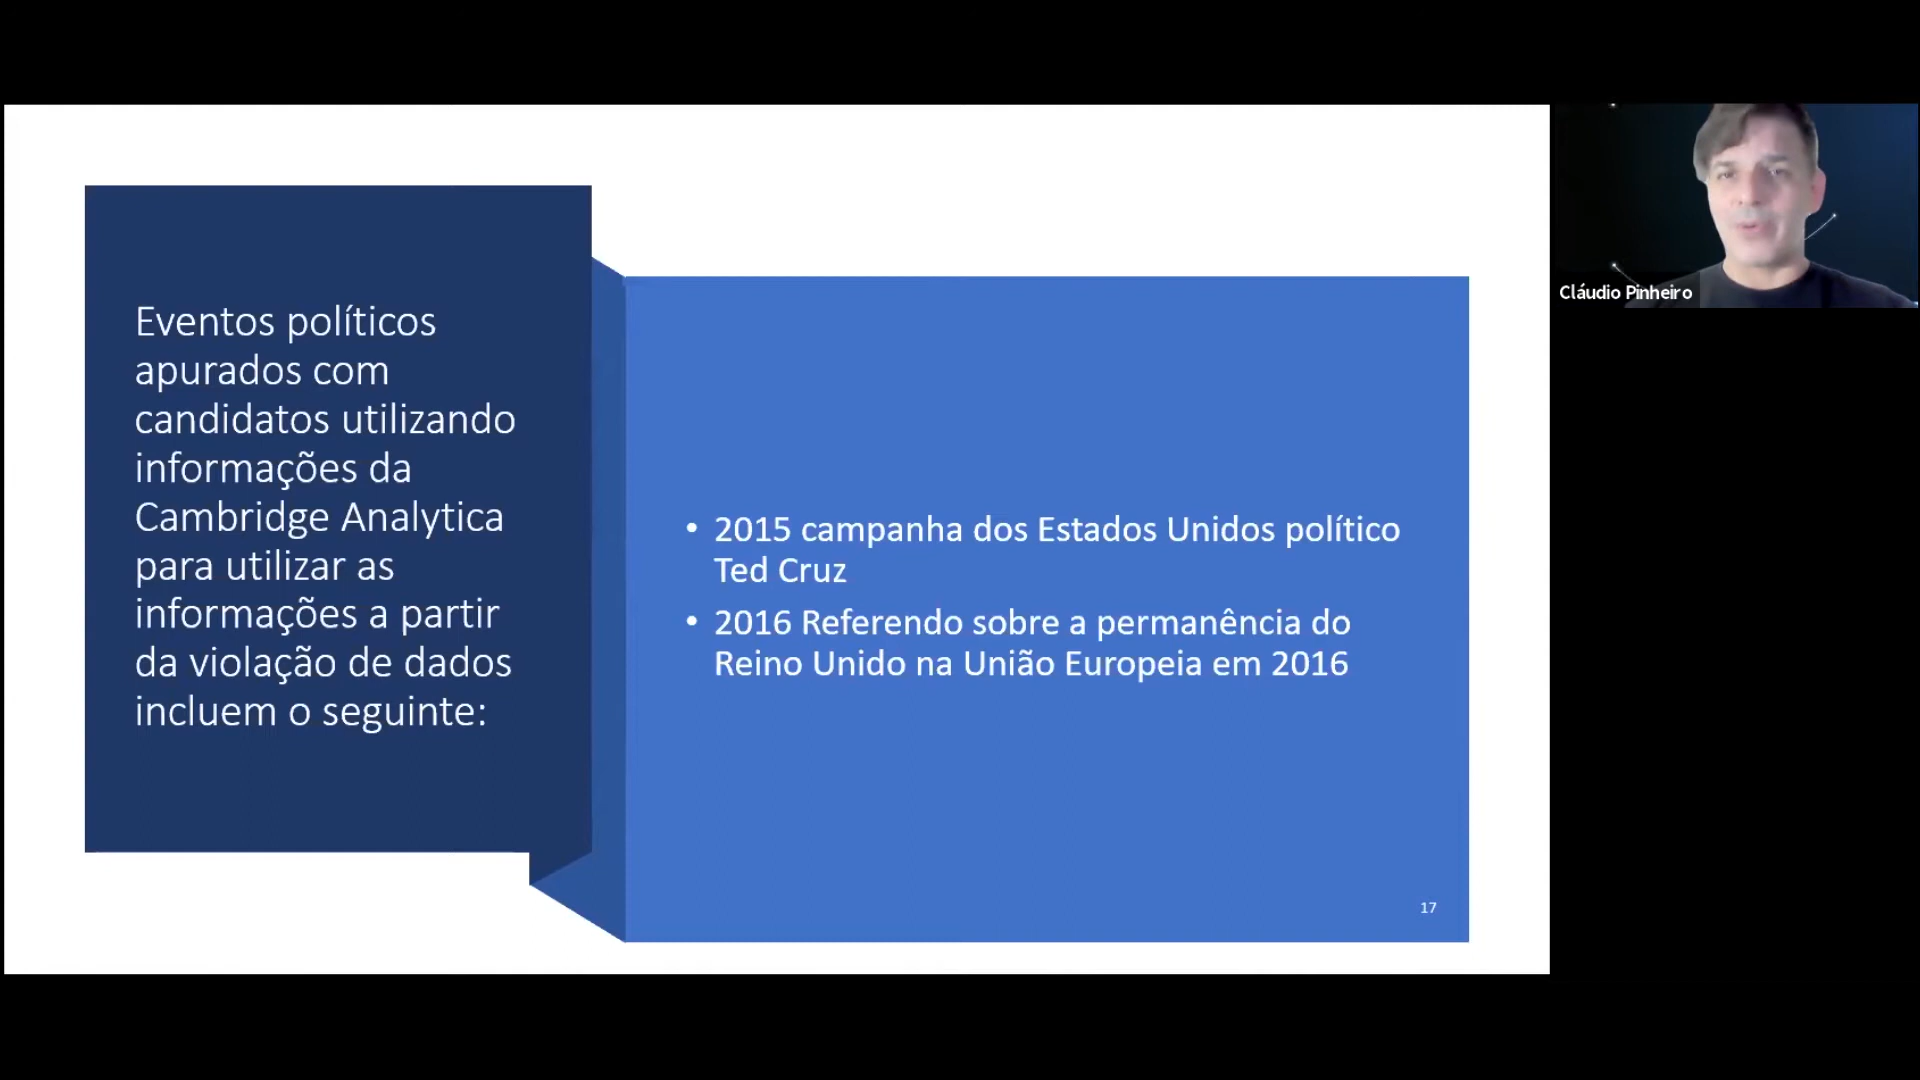 Eventos políticos
apurados com
candidatos utilizando
informações da
Cambridge Analytica
para utilizar as
informações a partir
da violação de dados
incluem o seguinte:
• 2015 campanha dos Estados Unidos político
Ted Cruz
• 2016 Referendo sobre a permanência do
Reino Unido na União Europeia em 2016
17
Cláudio Pinheiro